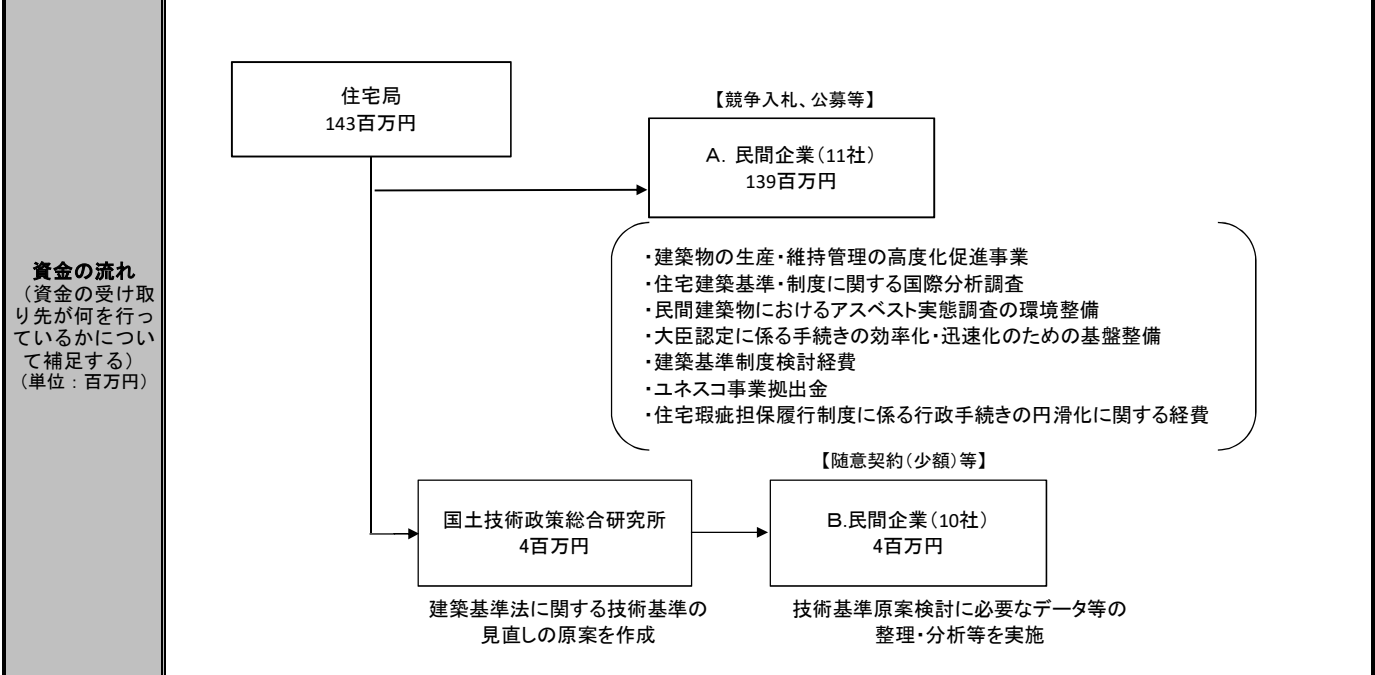 資金の流れ
(資金の受け取
り先が何を行っ
ているかについ
て補足する)
(単位:百万円)
住宅局
143百万円
【競争入札、公募等】
A. 民間企業(11社)
139百万円
・建築物の生産・維持管理の高度化促進事業
・住宅建築基準・制度に関する国際分析調査
・民間建築物におけるアスベスト実態調査の環境整備
・大臣認定に係る手続きの効率化・迅速化のための基盤整備
・建築基準制度検討経費
・ユネスコ事業拠出金
・住宅瑕疵担保履行制度に係る行政手続きの円滑化に関する経費
【随意契約(少額)等】
国土技術政策総合研究所
4百万円
B.民間企業(10社)
4百万円
建築基準法に関する技術基準の
見直しの原案を作成
技術基準原案検討に必要なデータ等の
整理・分析等を実施